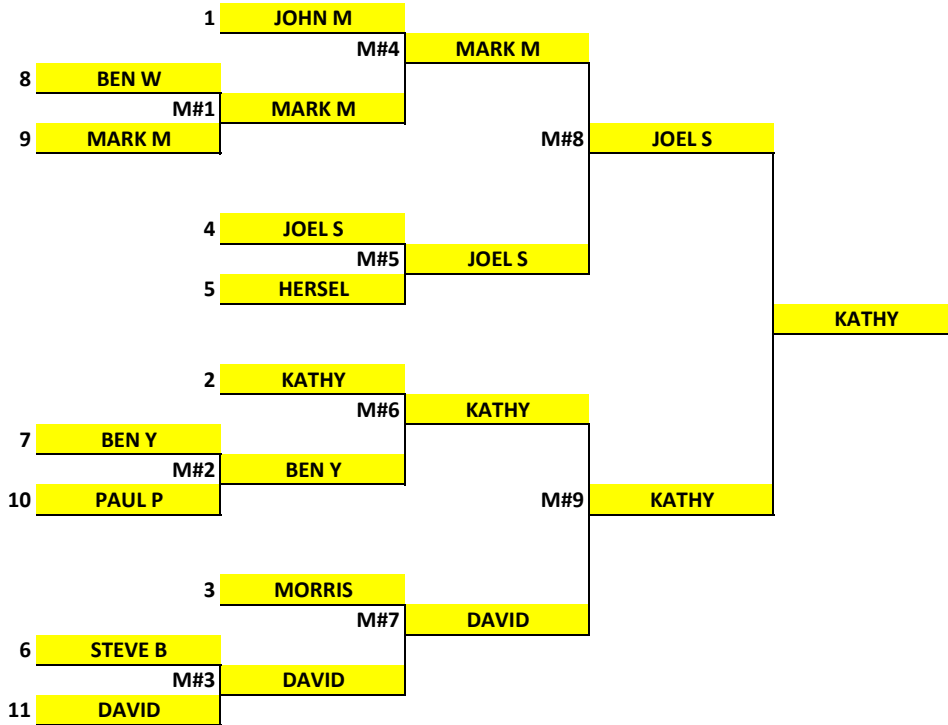 1 JOHN M
M#4 MARK M
8 BEN W
M#1 MARK M
9 MARK M
M#8 JOEL S
4 JOEL S
M#5 JOEL S
5 HERSEL
KATHY
2 KATHY
M#6 KATHY
7 BEN Y
M#2 BEN Y
10 PAUL P
M#9 KATHY
3 MORRIS
M#7 DAVID
6 STEVE B
M#3 DAVID
11 DAVID